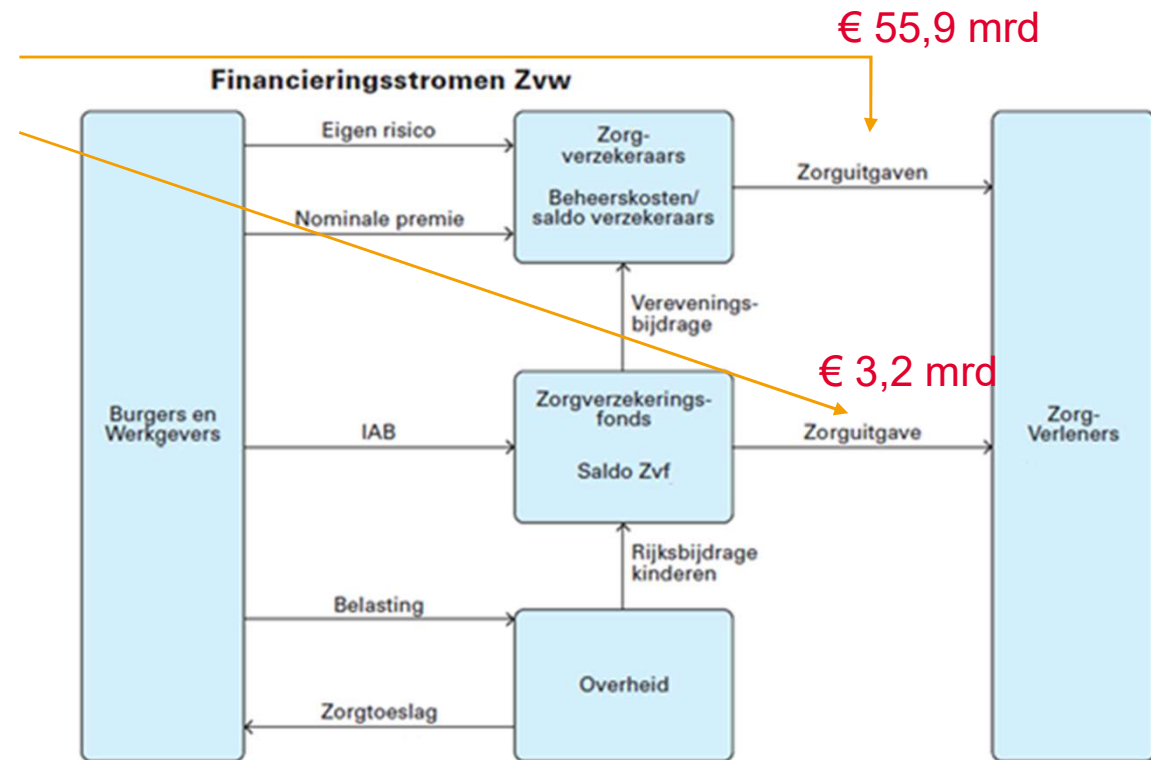 € 55,9 mrd
Financieringsstromen Zvw
Eigen risico
Zorg-
verzekeraars
Beheerskosten/
saldo verzekeraars
Zorguitgaven
Nominale premie
Verevenings-
bijdrage
€ 3,2 mrd
Burgers en
Werkgevers
IAB
Zorgverzekerings-
fonds
Saldo Zvf
Zorguitgave
Zorg-
Verleners
Rijksbijdrage
kinderen
Belasting
Overheid
Zorgtoeslag